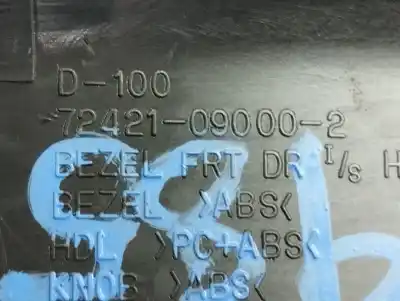 D-100
72421-09000-2
BEZEL FRT DR I/S H
BEZEL >ABS<
HDL >PC+ABS<
KNOB >ABS<